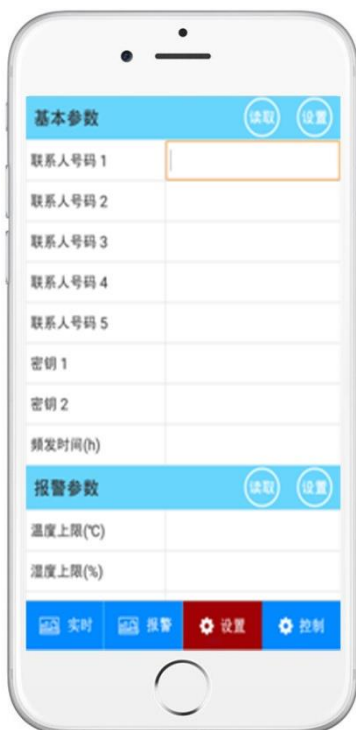 基本参数 读取 设置
联系人号码 1
联系人号码 2
联系人号码 3
联系人号码 4
联系人号码 5
密钥 1
密钥 2
频发时间(h)
报警参数 读取 设置
温度上限(℃)
湿度上限(%)
实时 报警 设置 控制